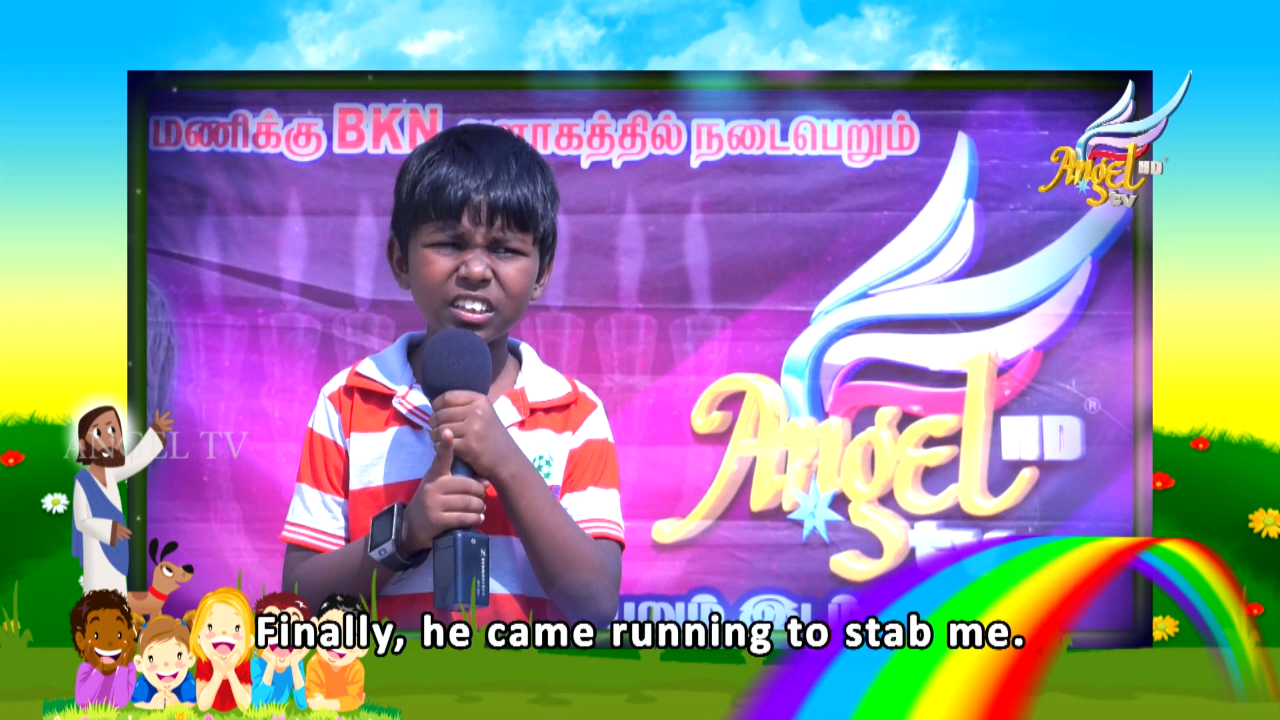 மணிக்கு BKN நடைபெறும்
Angel HD
tv
Angel HD ®
tv
ANGEL TV
Finally, he came running to stab me.